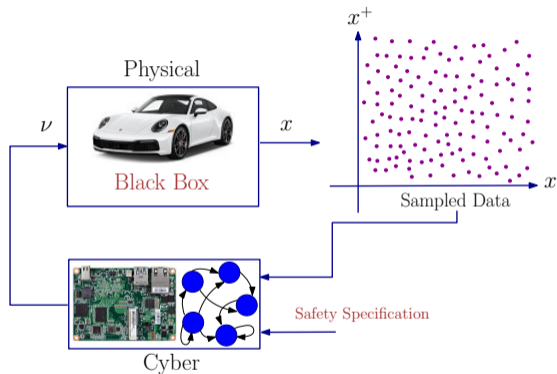 x⁺
Physical
ν
x
Black Box
x
Sampled Data
Safety Specification
Cyber